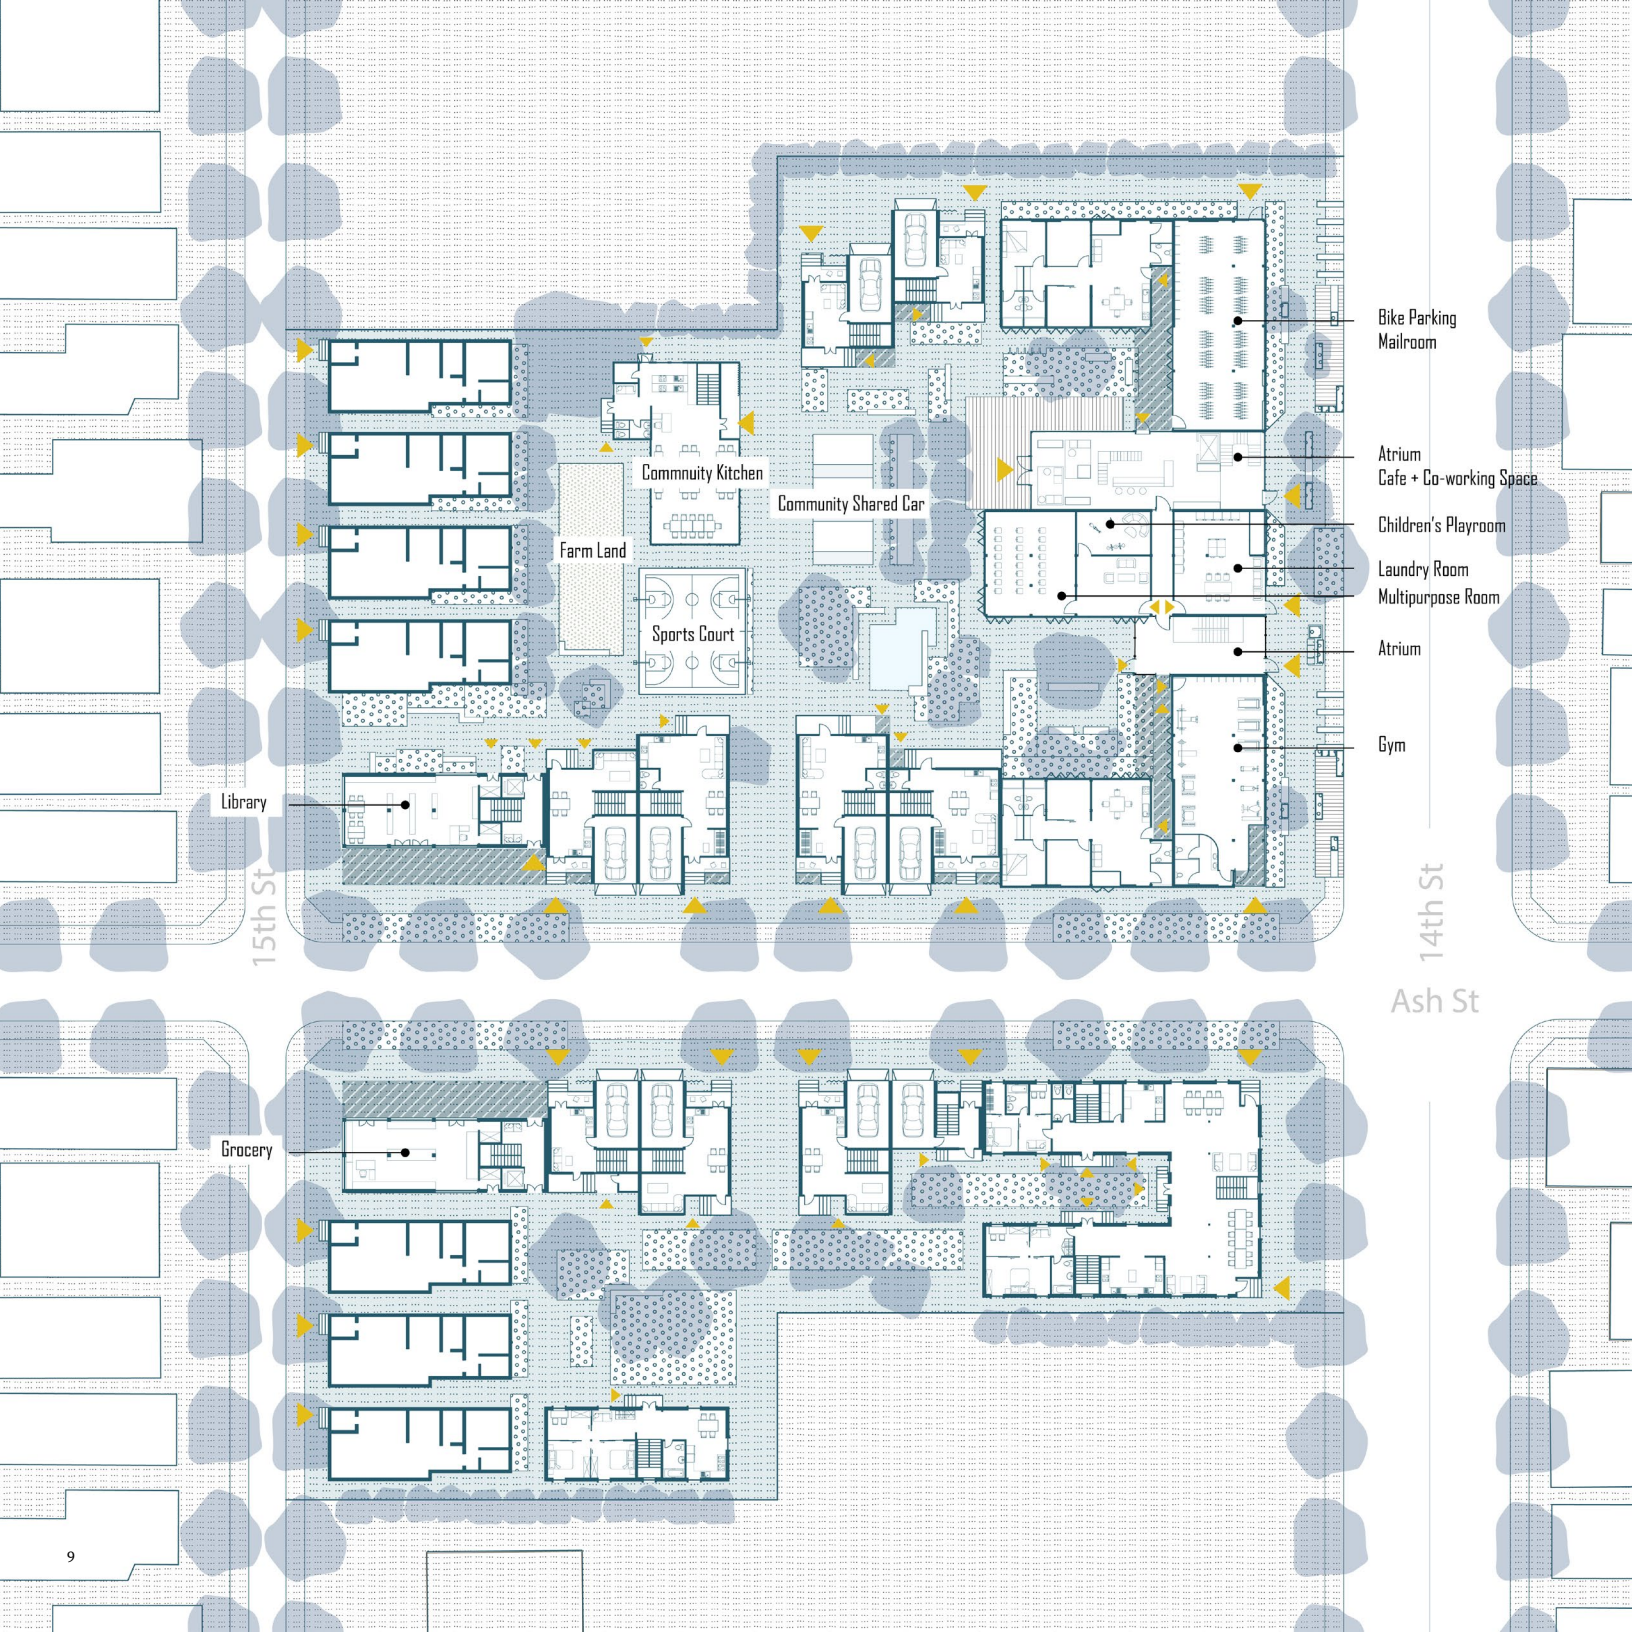 Bike Parking
Mailroom
Atrium
Cafe + Co-working Space
Commnuity Kitchen
Community Shared Car
Children's Playroom
Farm Land
Laundry Room
Multipurpose Room
Sports Court
Atrium
Gym
Library
15th St
14th St
Ash St
Grocery
9